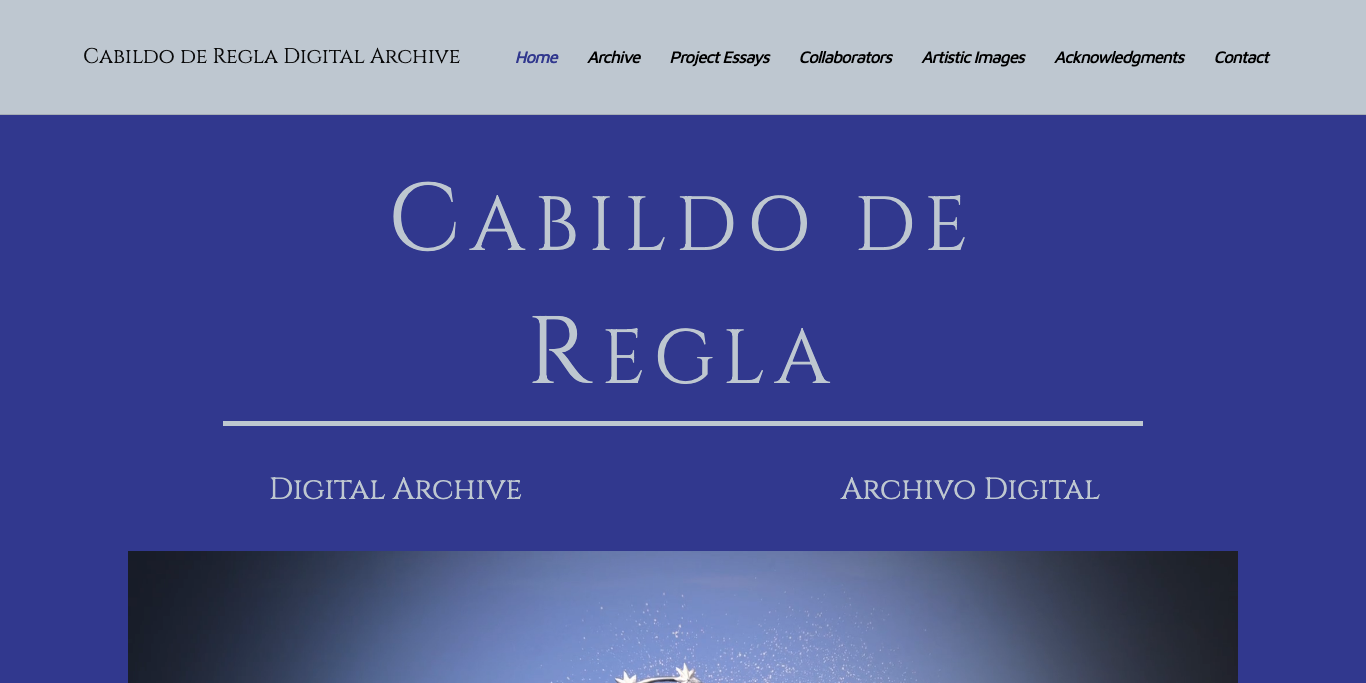 Cabildo de Regla Digital Archive
Home Archive Project Essays Collaborators Artistic Images Acknowledgments Contact
Cabildo de
Regla
Digital Archive
Archivo Digital